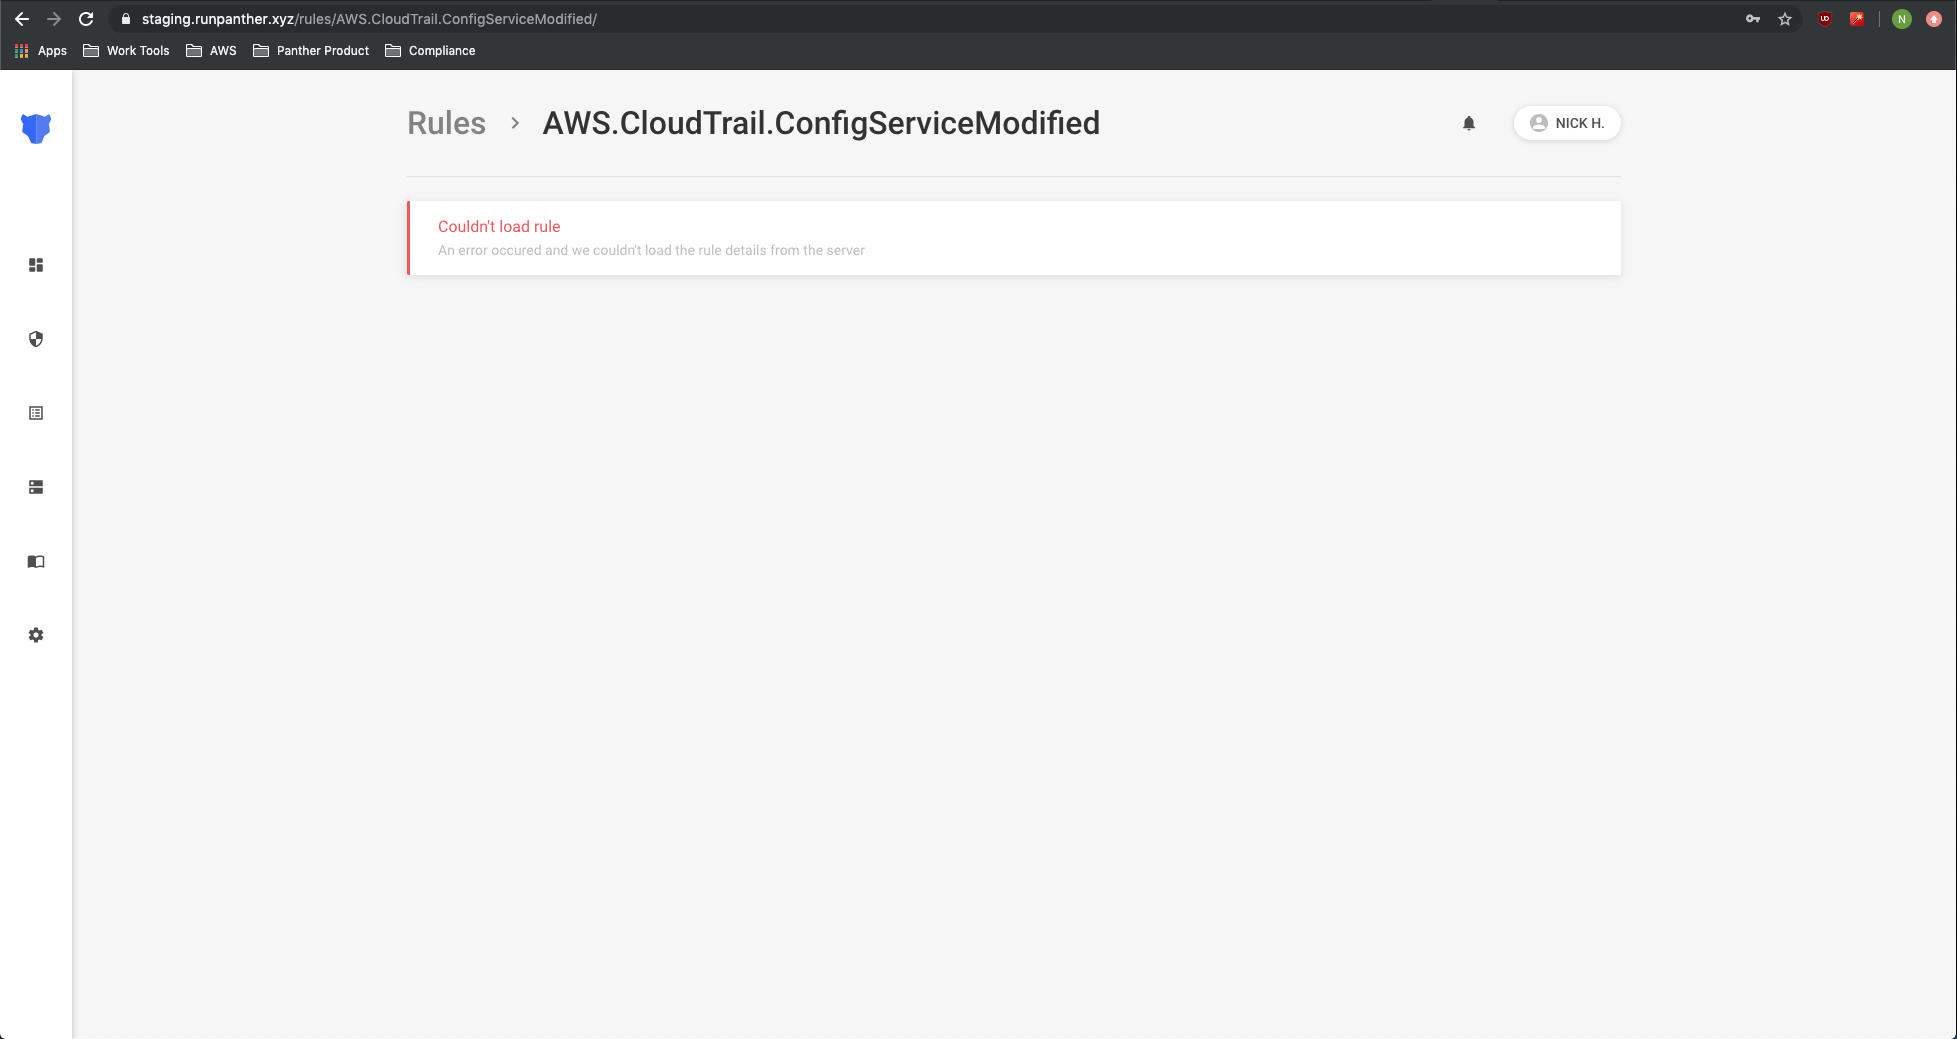 staging.runpanther.xyz/rules/AWS.CloudTrail.ConfigServiceModified/
UD
N
Apps Work Tools AWS Panther Product Compliance
Rules > AWS.CloudTrail.ConfigServiceModified
NICK H.
Couldn't load rule
An error occured and we couldn't load the rule details from the server